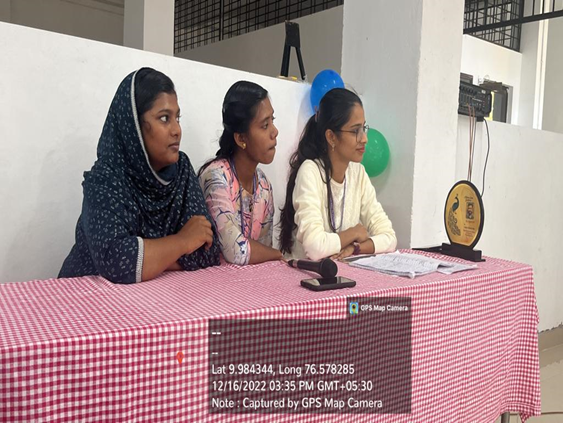 GPS Map Camera
--
--
Lat 9.984344, Long 76.578285
12/16/2022 03:35 PM GMT+05:30
Note : Captured by GPS Map Camera